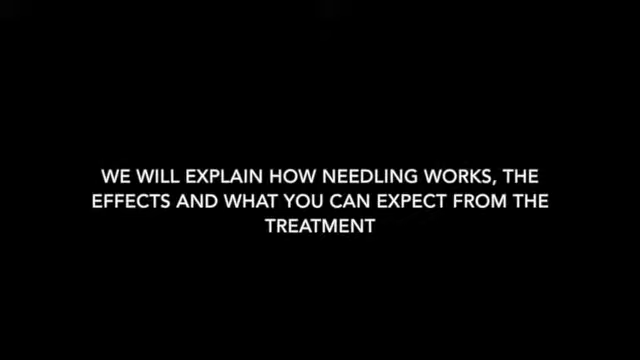 WE WILL EXPLAIN HOW NEEDLING WORKS, THE
EFFECTS AND WHAT YOU CAN EXPECT FROM THE
TREATMENT